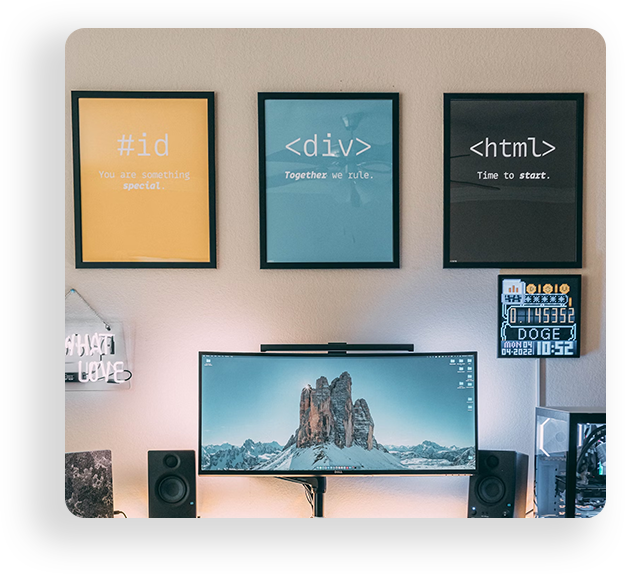 #id
You are something
special.
<div>
Together we rule.
<html>
Time to start.
WHAT
LOVE
0.145352
DOGE
MON 04
04-2022 10:52
DELL